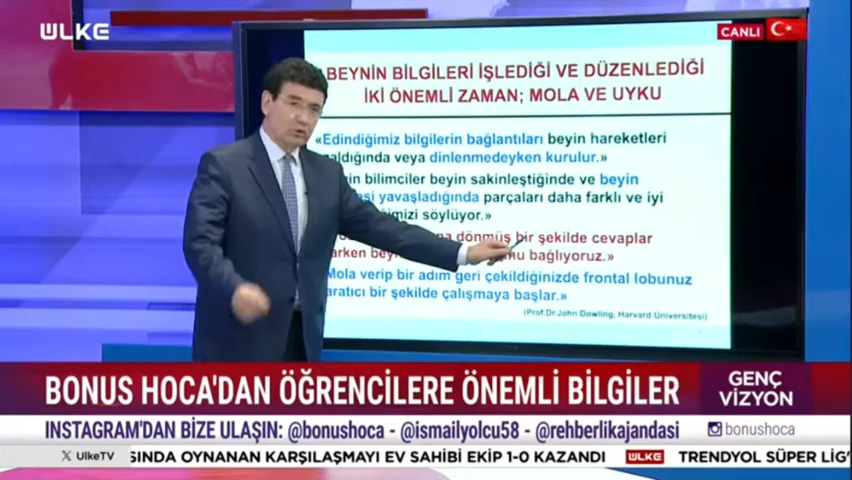 ÜLKE
CANLI
BEYNİN BİLGİLERİ İŞLEDİĞİ VE DÜZENLEDİĞİ
İKİ ÖNEMLİ ZAMAN; MOLA VE UYKU
«Edindiğimiz bilgilerin bağlantıları beyin hareketleri
veya dinlenmedeyken kurulur.»
bilimciler beyin sakinleştiğinde ve beyin
yavaşladığında parçaları daha farklı ve iyi
söylüyor.»
dönmüş bir şekilde cevaplar
bağlıyoruz.»
Mola verip bir adım geri çekildiğinizde frontal lobunuz
bir şekilde çalışmaya başlar.»
(Prof.Dr.John Dowling, Harvard Üniversitesi)
BONUS HOCA'DAN ÖĞRENCİLERE ÖNEMLİ BİLGİLER
GENÇ
VİZYON
INSTAGRAM'DAN BİZE ULAŞIN: @bonushoca - @ismailyolcu58 - @rehberlikajandasi
bonushoca
X UlkeTV
SINDA OYNANAN KARŞILAŞMAYI EV SAHİBİ EKİP 1-0 KAZANDI ÜLKE TRENDYOL SÜPER LİG'